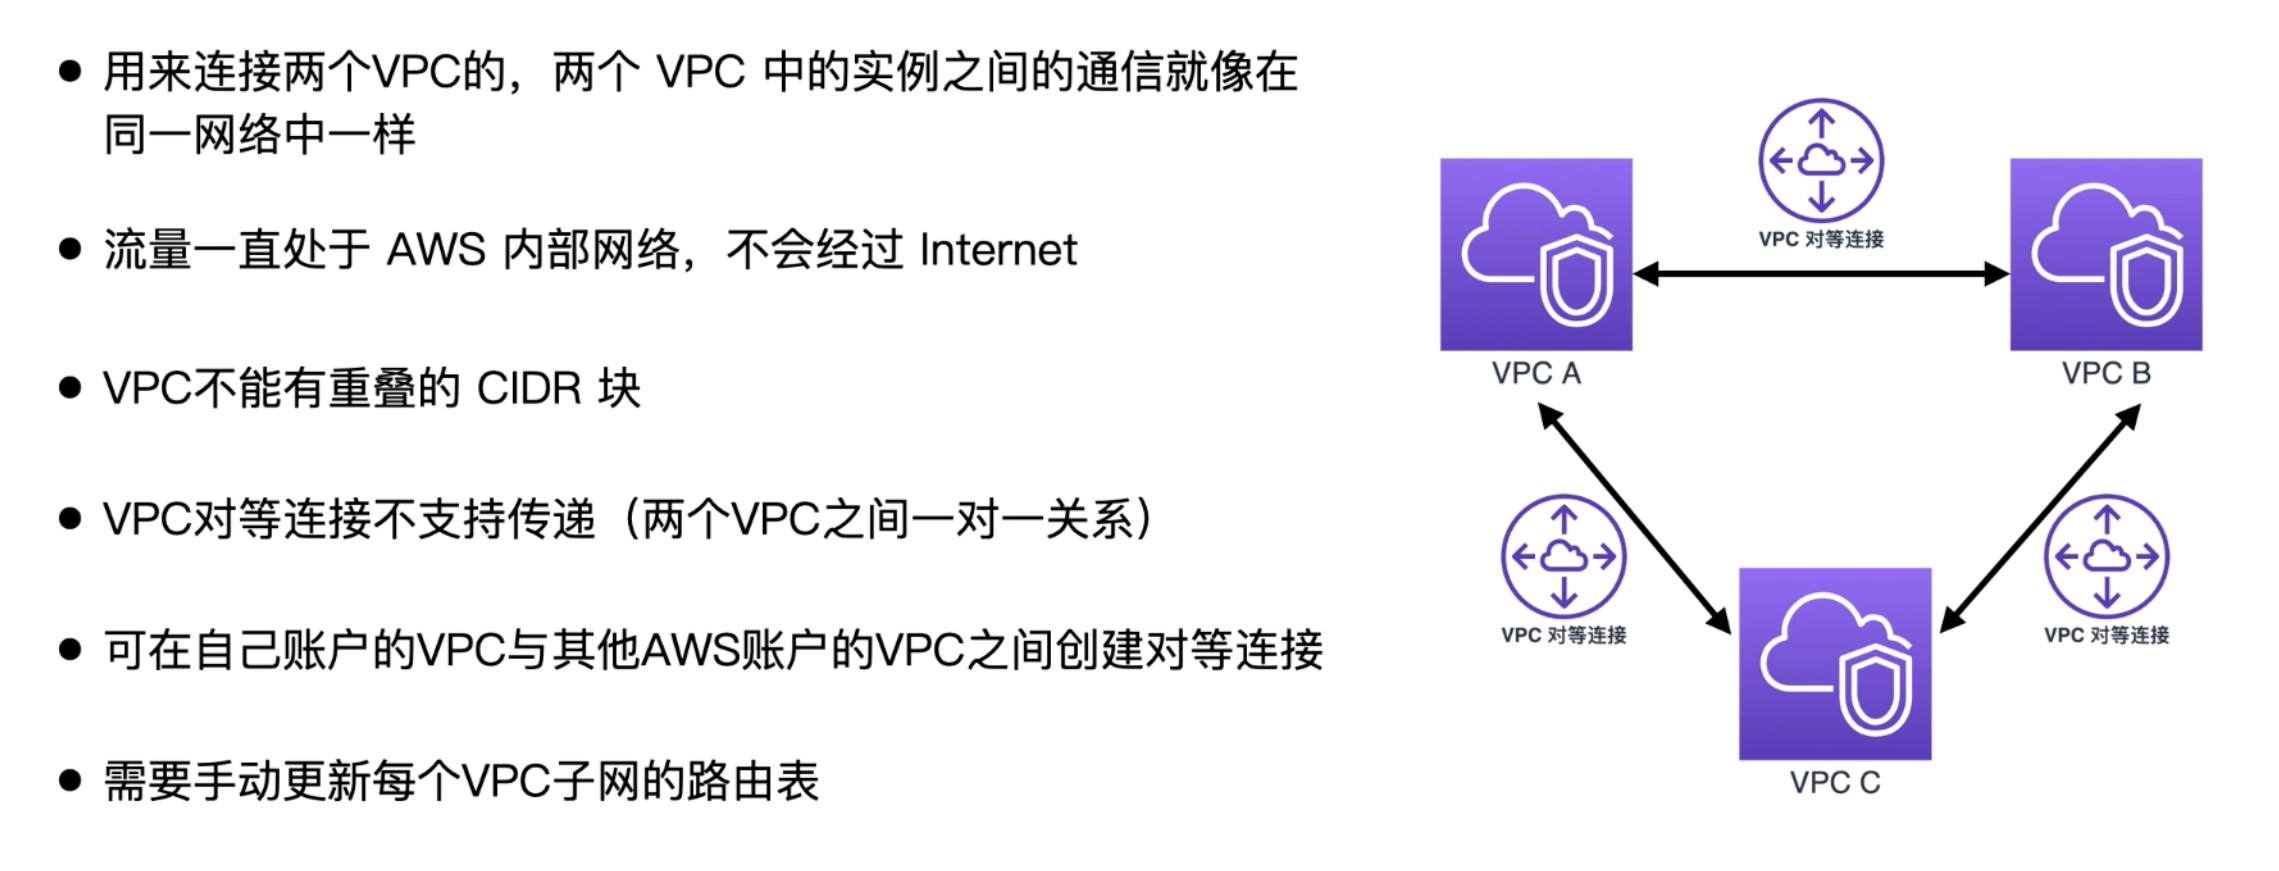 ● 用来连接两个VPC的，两个 VPC 中的实例之间的通信就像在
同一网络中一样
● 流量一直处于 AWS 内部网络，不会经过 Internet
● VPC不能有重叠的 CIDR 块
● VPC对等连接不支持传递（两个VPC之间一对一关系）
● 可在自己账户的VPC与其他AWS账户的VPC之间创建对等连接
● 需要手动更新每个VPC子网的路由表
VPC 对等连接
VPC A
VPC B
VPC 对等连接
VPC 对等连接
VPC C